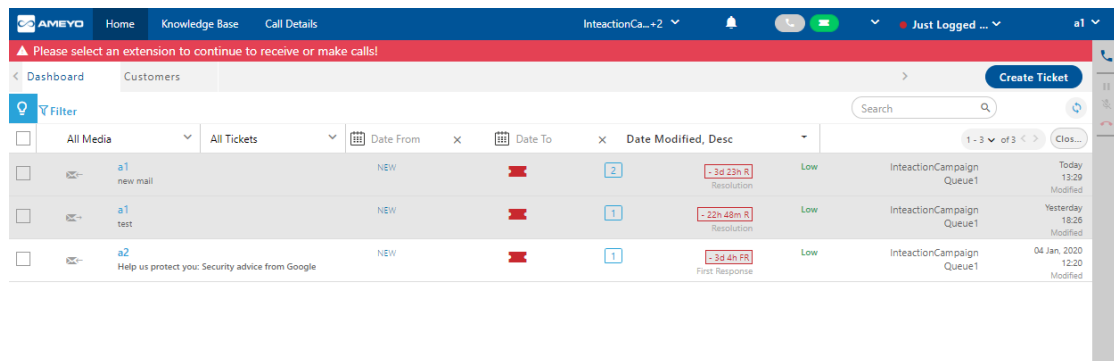 AMEYO Home Knowledge Base Call Details InteactionCa...+2 Just Logged ... a1
Please select an extension to continue to receive or make calls!
Dashboard Customers Create Ticket
Filter Search
All Media All Tickets Date From × Date To × Date Modified, Desc 1 - 3 of 3 Clos...
a1 NEW 2 - 3d 23h R Low InteactionCampaign Today
new mail Resolution Queue1 13:29
Modified
a1 NEW 1 - 22h 48m R Low InteactionCampaign Yesterday
test Resolution Queue1 18:26
Modified
a2 NEW 1 - 3d 4h FR Low InteactionCampaign 04 Jan, 2020
Help us protect you: Security advice from Google First Response Queue1 12:20
Modified